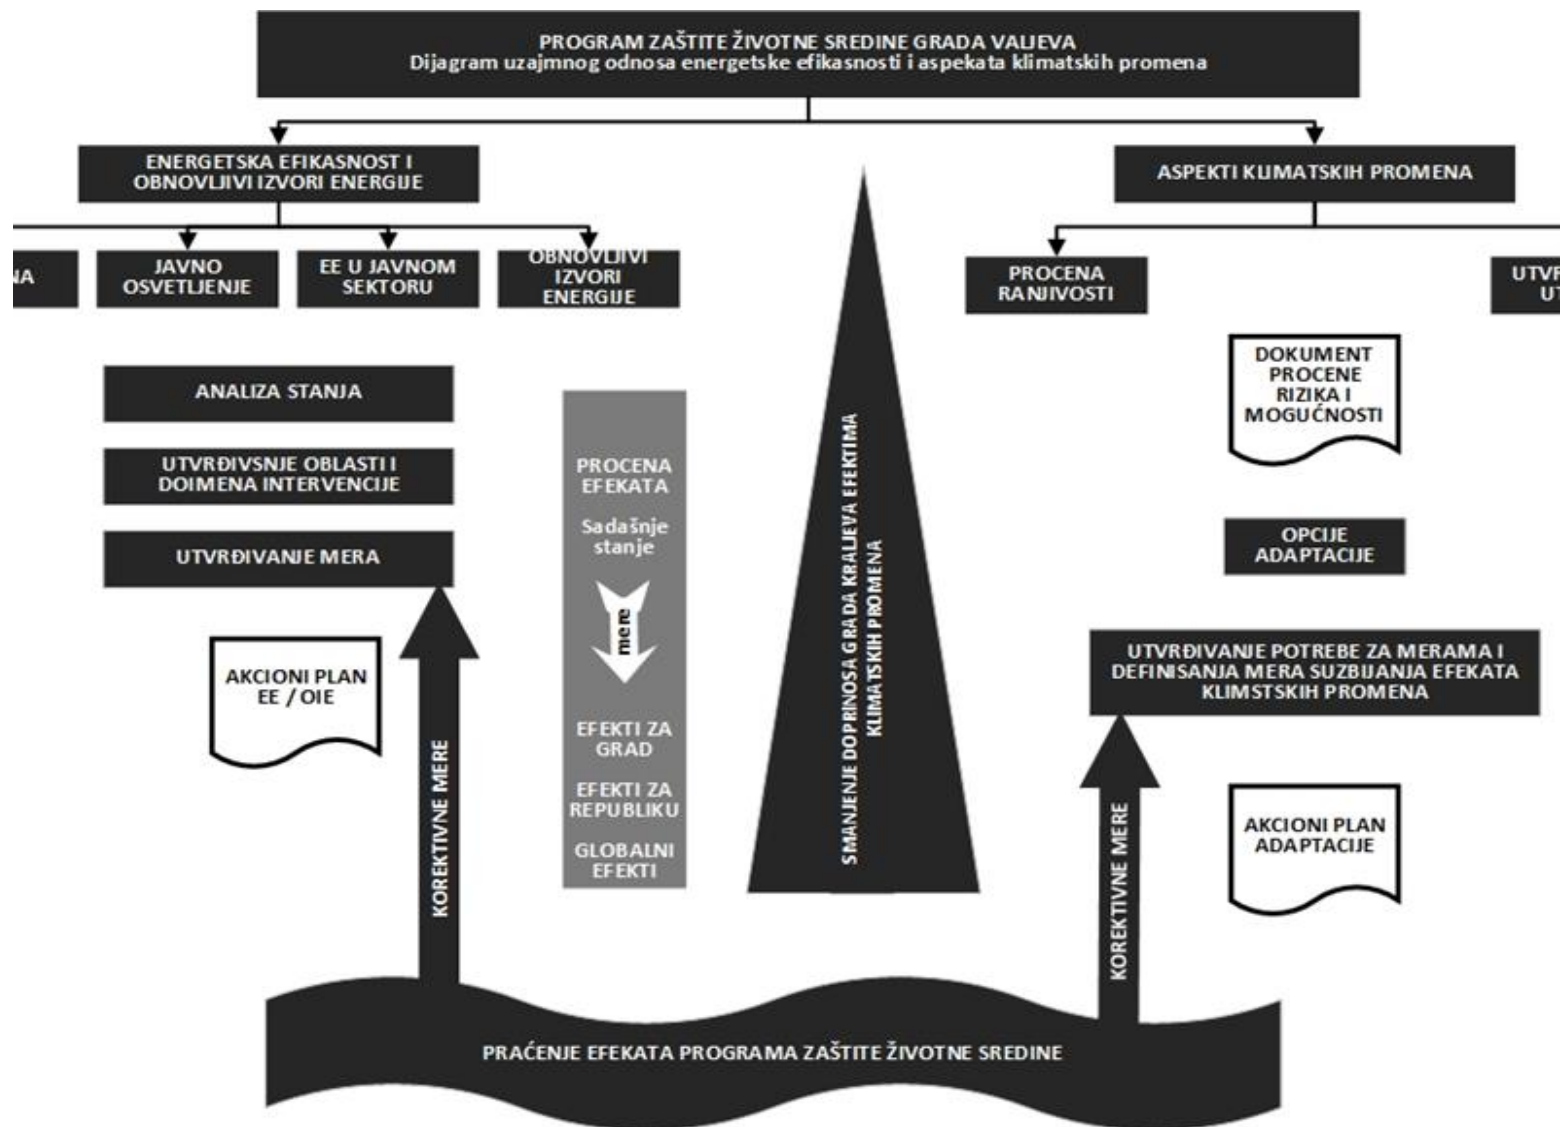 PROGRAM ZAŠTITE ŽIVOTNE SREDINE GRADA VALJEVA
Dijagram uzajmnog odnosa energetske efikasnosti i aspekata klimatskih promena
ENERGETSKA EFIKASNOST I
OBNOVLJIVI IZVORI ENERGIJE
ASPEKTI KLIMATSKIH PROMENA
NA
JAVNO
OSVETLJENJE
EE U JAVNOM
SEKTORU
OBNOVLJIVI
IZVORI
ENERGIJE
PROCENA
RANJIVOSTI
UTVR
UT
ANALIZA STANJA
UTVRĐIVSNJE OBLASTI I
DOIMENA INTERVENCIJE
UTVRĐIVANJE MERA
AKCIONI PLAN
EE / OIE
KOREKTIVNE MERE
PROCENA
EFEKATA
Sadašnje
stanje
mere
EFEKTI ZA
GRAD
EFEKTI ZA
REPUBLIKU
GLOBALNI
EFEKTI
SMANJENJE DOPRINOSA GRADA KRALJEVA EFEKTIMA
KLIMATSKIH PROMENA
DOKUMENT
PROCENE
RIZIKA I
MOGUĆNOSTI
OPCIJE
ADAPTACIJE
UTVRĐIVANJE POTREBE ZA MERAMA I
DEFINISANJA MERA SUZBIJANJA EFEKATA
KLIMSTSKIH PROMENA
AKCIONI PLAN
ADAPTACIJE
KOREKTIVNE MERE
PRAĆENJE EFEKATA PROGRAMA ZAŠTITE ŽIVOTNE SREDINE